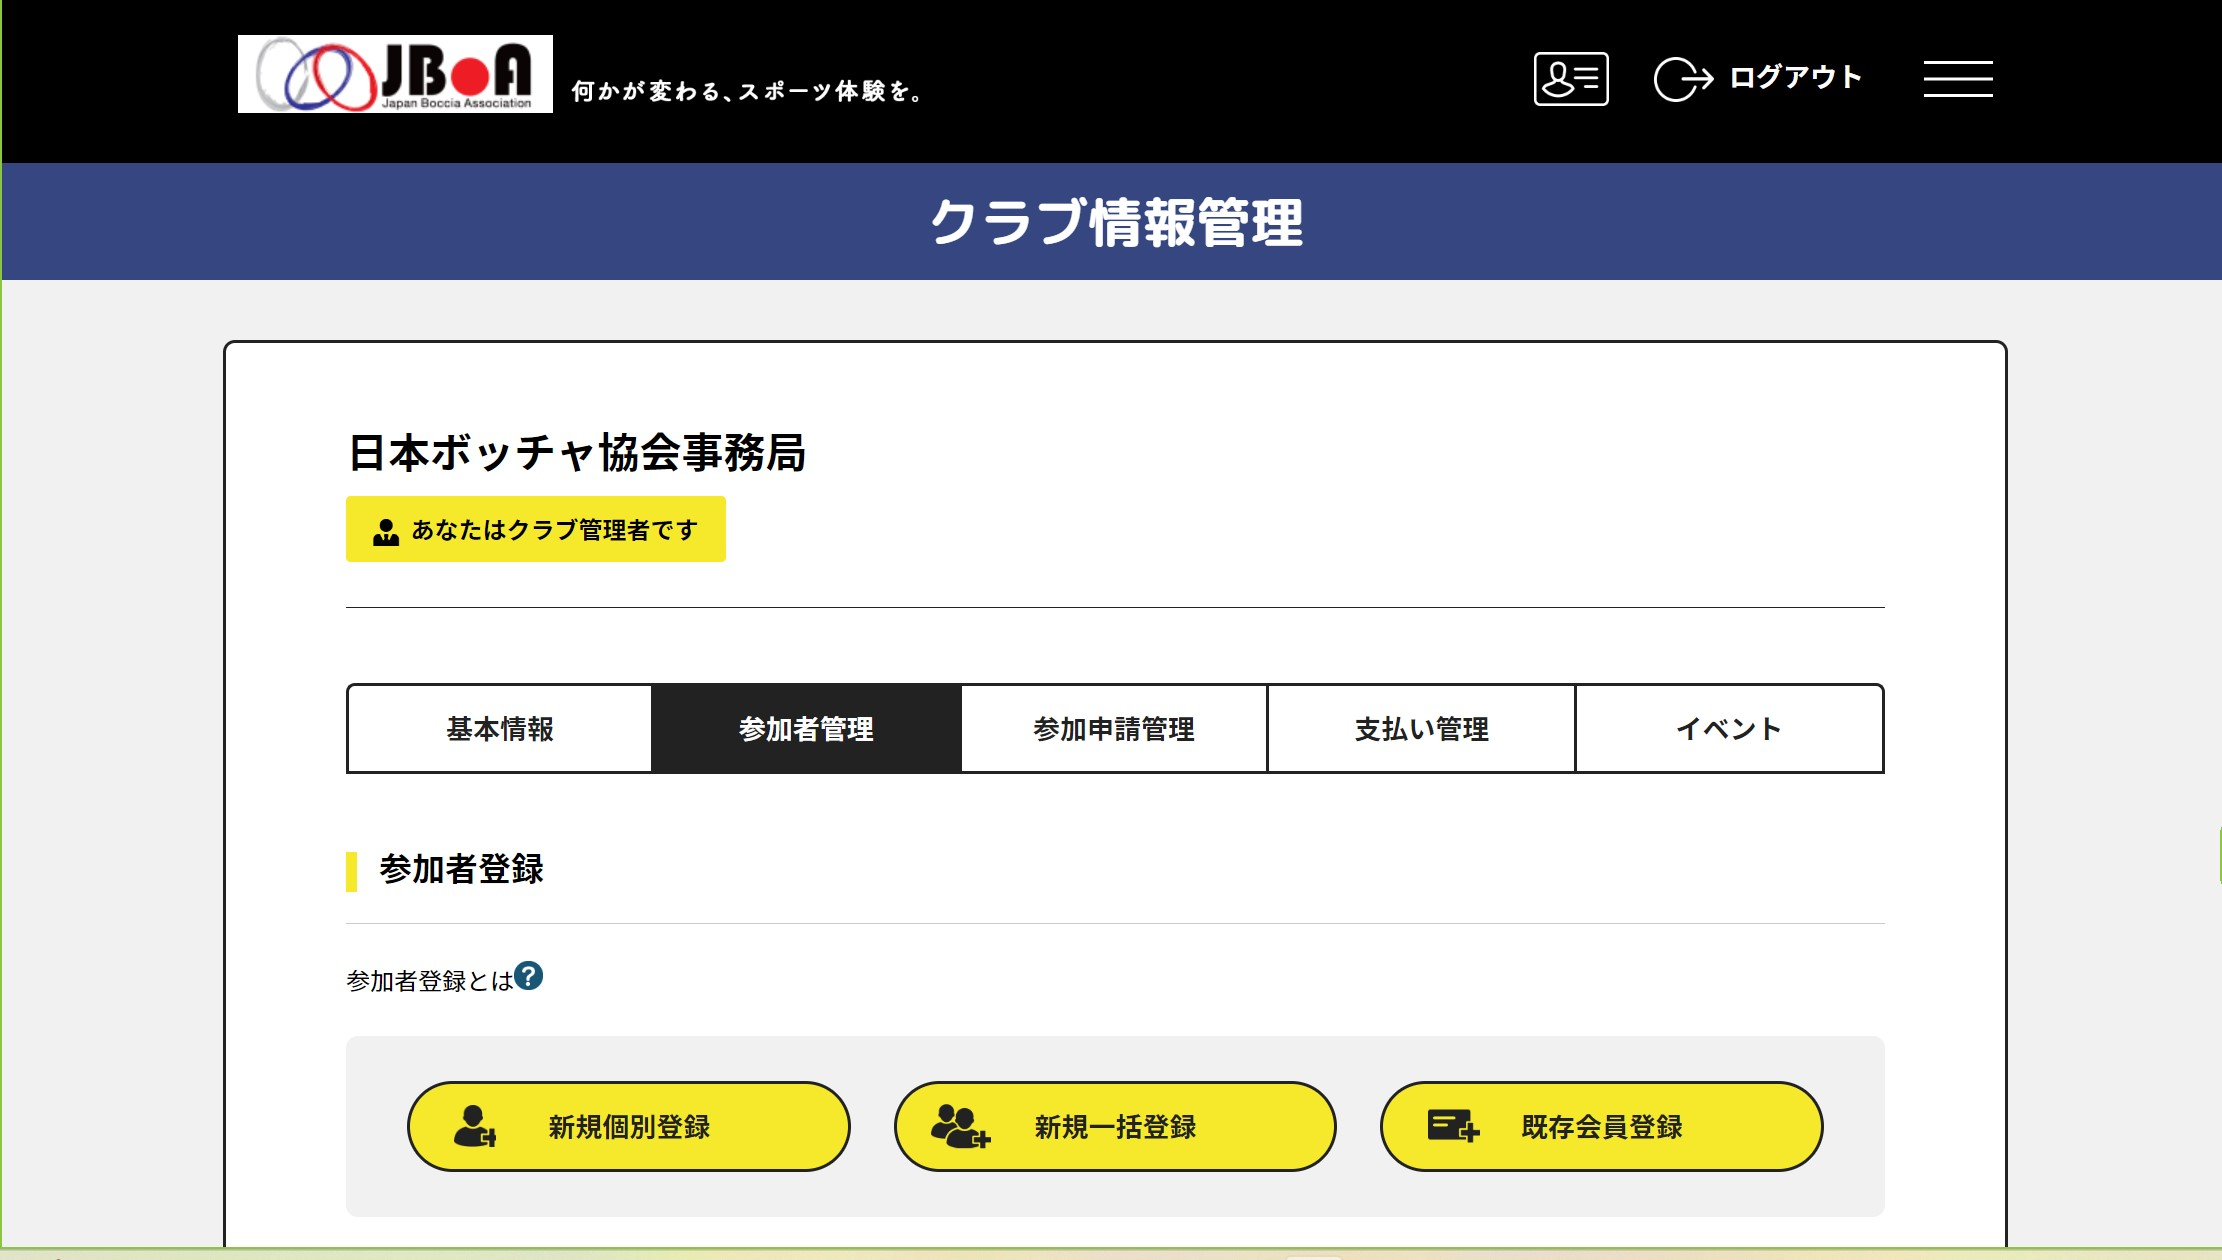 JBoA
Japan Boccia Association
何かが変わる、スポーツ体験を。
ログアウト
クラブ情報管理
日本ボッチャ協会事務局
あなたはクラブ管理者です
基本情報
参加者管理
参加申請管理
支払い管理
イベント
参加者登録
参加者登録とは?
新規個別登録
新規一括登録
既存会員登録